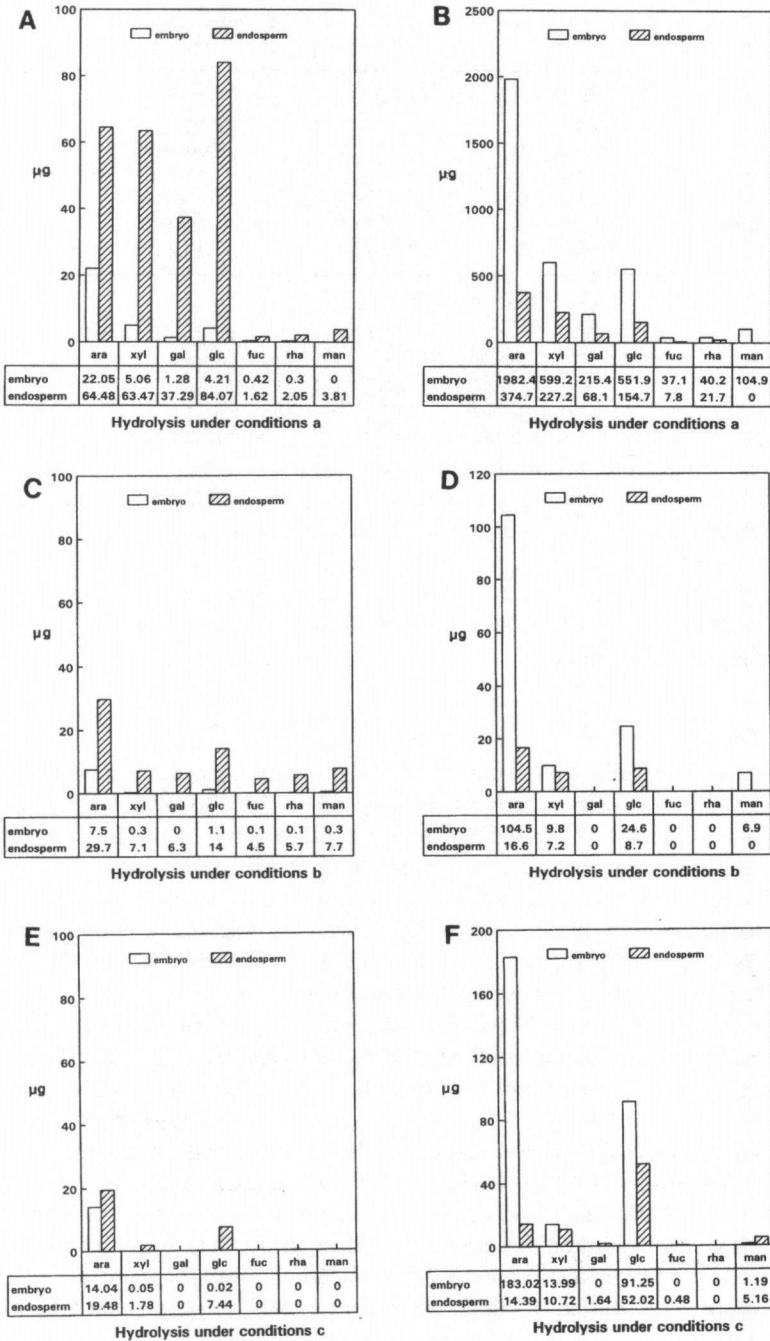 A
100
embryo endosperm
80
60
µg
40
20
0
ara xyl gal glc fuc rha man
embryo 22.05 5.06 1.28 4.21 0.42 0.3 0
endosperm 64.48 63.47 37.29 84.07 1.62 2.05 3.81
Hydrolysis under conditions a
B
2500
embryo endosperm
2000
1500
µg
1000
500
0
ara xyl gal glc fuc rha man
embryo 1982.4 599.2 215.4 551.9 37.1 40.2 104.9
endosperm 374.7 227.2 68.1 154.7 7.8 21.7 0
Hydrolysis under conditions a
C
100
embryo endosperm
80
60
µg
40
20
0
ara xyl gal glc fuc rha man
embryo 7.5 0.3 0 1.1 0.1 0.1 0.3
endosperm 29.7 7.1 6.3 14 4.5 5.7 7.7
Hydrolysis under conditions b
D
120
embryo endosperm
100
80
µg
60
40
20
0
ara xyl gal glc fuc rha man
embryo 104.5 9.8 0 24.6 0 0 6.9
endosperm 16.6 7.2 0 8.7 0 0 0
Hydrolysis under conditions b
E
100
embryo endosperm
80
60
µg
40
20
0
ara xyl gal glc fuc rha man
embryo 14.04 0.05 0 0.02 0 0 0
endosperm 19.48 1.78 0 7.44 0 0 0
Hydrolysis under conditions c
F
200
embryo endosperm
160
120
µg
80
40
0
ara xyl gal glc fuc rha man
embryo 183.02 13.99 0 91.25 0 0 1.19
endosperm 14.39 10.72 1.64 52.02 0.48 0 5.16
Hydrolysis under conditions c